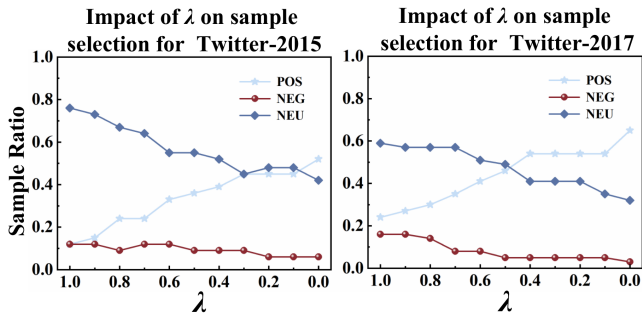 Impact of λ on sample
selection for Twitter-2015
1.0
0.8
0.6
0.4
0.2
0.0
Sample Ratio
POS
NEG
NEU
1.0 0.8 0.6 0.4 0.2 0.0
λ
Impact of λ on sample
selection for Twitter-2017
1.0
0.8
0.6
0.4
0.2
0.0
POS
NEG
NEU
1.0 0.8 0.6 0.4 0.2 0.0
λ